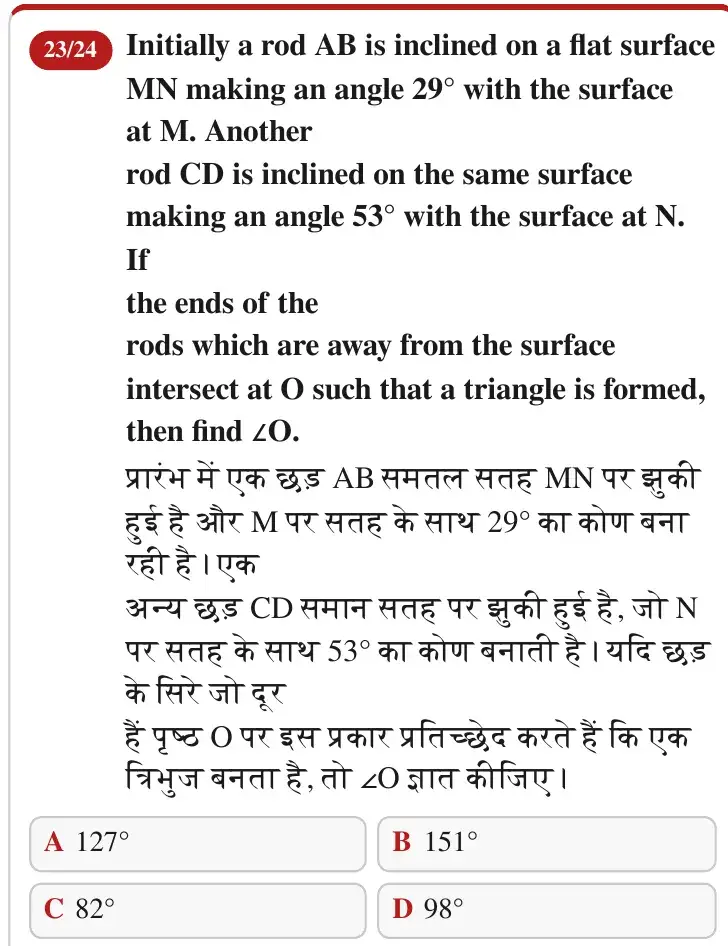 23/24 Initially a rod AB is inclined on a flat surface
MN making an angle 29° with the surface
at M. Another
rod CD is inclined on the same surface
making an angle 53° with the surface at N.
If
the ends of the
rods which are away from the surface
intersect at O such that a triangle is formed,
then find ∠O.
प्रारंभ में एक छड़ AB समतल सतह MN पर झुकी
हुई है और M पर सतह के साथ 29° का कोण बना
रही है। एक
अन्य छड़ CD समान सतह पर झुकी हुई है, जो N
पर सतह के साथ 53° का कोण बनाती है। यदि छड़
के सिरे जो दूर
हैं पृष्ठ O पर इस प्रकार प्रतिच्छेद करते हैं कि एक
त्रिभुज बनता है, तो ∠O ज्ञात कीजिए।
A 127°
B 151°
C 82°
D 98°